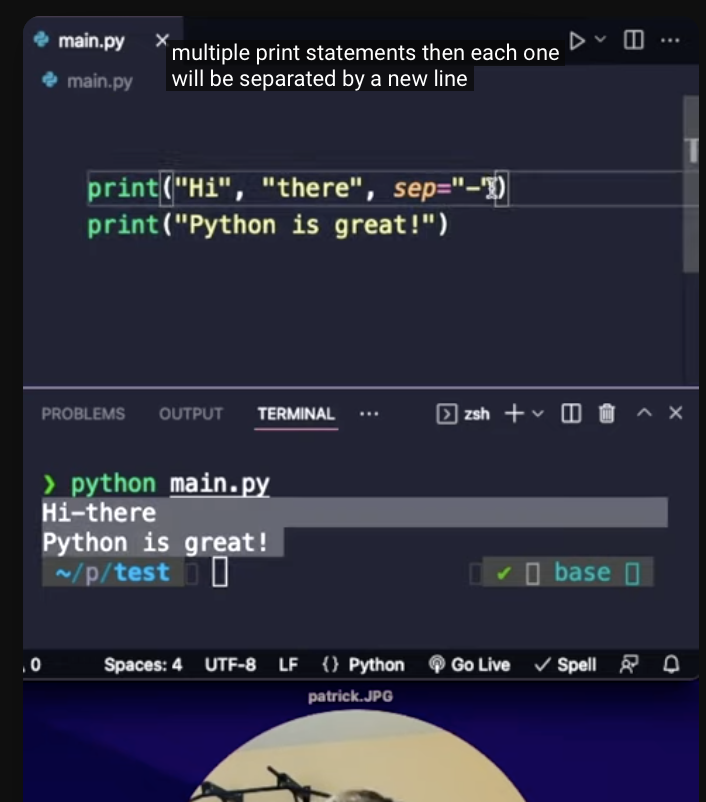 main.py
multiple print statements then each one
will be separated by a new line
main.py
print("Hi", "there", sep="-")
print("Python is great!")
PROBLEMS OUTPUT TERMINAL ... zsh
❯ python main.py
Hi-there
Python is great!
~/p/test ✔ base
0 Spaces: 4 UTF-8 LF {} Python Go Live Spell
patrick.JPG